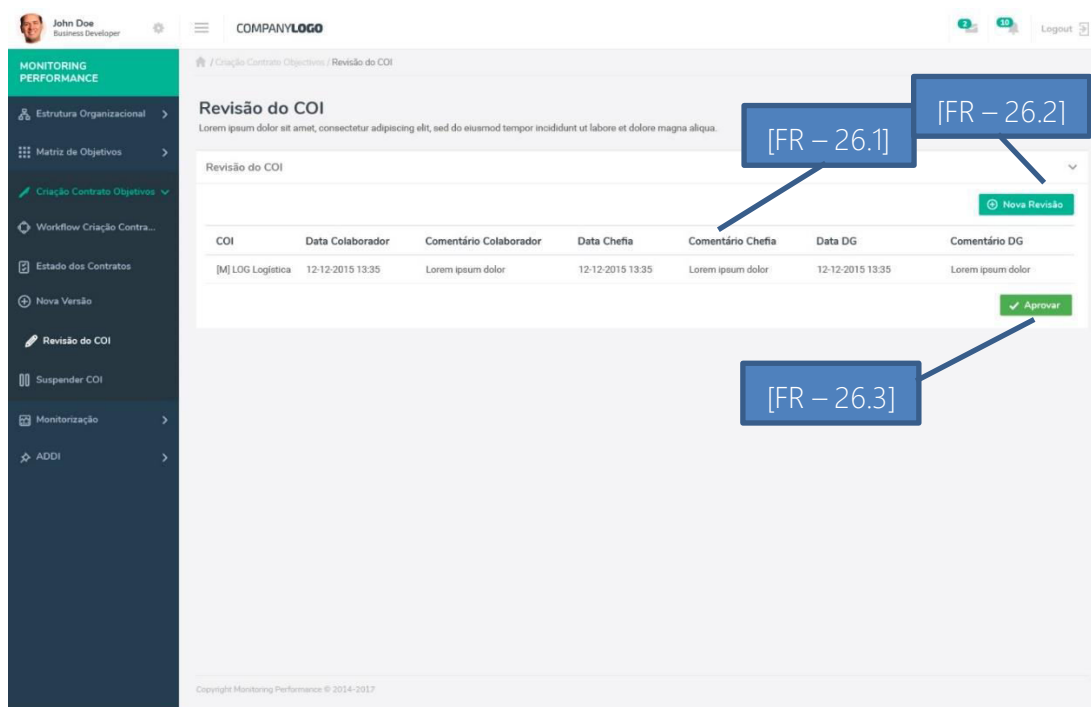 John Doe
Business Developer
COMPANYLOGO
2
10
Logout
MONITORING
PERFORMANCE
/ Criação Contrato Objectivos / Revisão do COI
Estrutura Organizacional
Matriz de Objetivos
Criação Contrato Objetivos
Workflow Criação Contra...
Estado dos Contratos
Nova Versão
Revisão do COI
Suspender COI
Monitorização
ADDI
Revisão do COI
Lorem ipsum dolor sit amet, consectetur adipiscing elit, sed do eiusmod tempor incididunt ut labore et dolore magna aliqua.
[FR – 26.1]
[FR – 26.2]
Revisão do COI
Nova Revisão
COI Data Colaborador Comentário Colaborador Data Chefia Comentário Chefia Data DG Comentário DG
[M] LOG Logística 12-12-2015 13:35 Lorem ipsum dolor 12-12-2015 13:35 Lorem ipsum dolor 12-12-2015 13:35 Lorem ipsum dolor
Aprovar
[FR – 26.3]
Copyright Monitoring Performance © 2014-2017